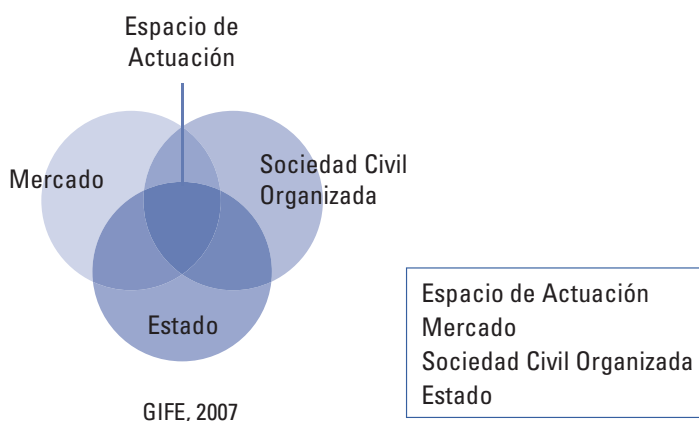 Espacio de
Actuación
Mercado
Sociedad Civil
Organizada
Estado
GIFE, 2007
Espacio de Actuación
Mercado
Sociedad Civil Organizada
Estado